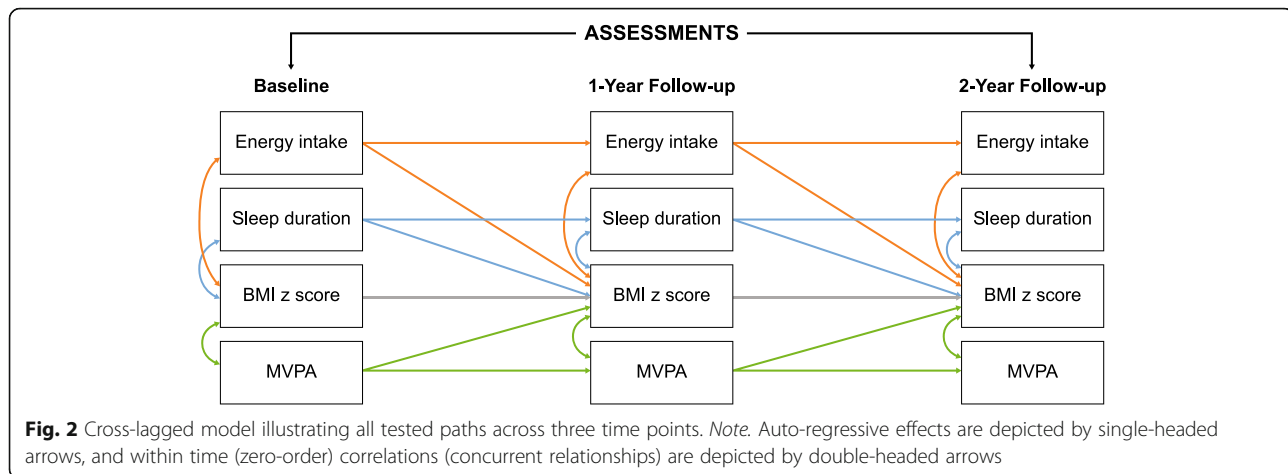 ASSESSMENTS
Baseline 1-Year Follow-up 2-Year Follow-up
Energy intake Energy intake Energy intake
Sleep duration Sleep duration Sleep duration
BMI z score BMI z score BMI z score
MVPA MVPA MVPA
Fig. 2 Cross-lagged model illustrating all tested paths across three time points. Note. Auto-regressive effects are depicted by single-headed
arrows, and within time (zero-order) correlations (concurrent relationships) are depicted by double-headed arrows